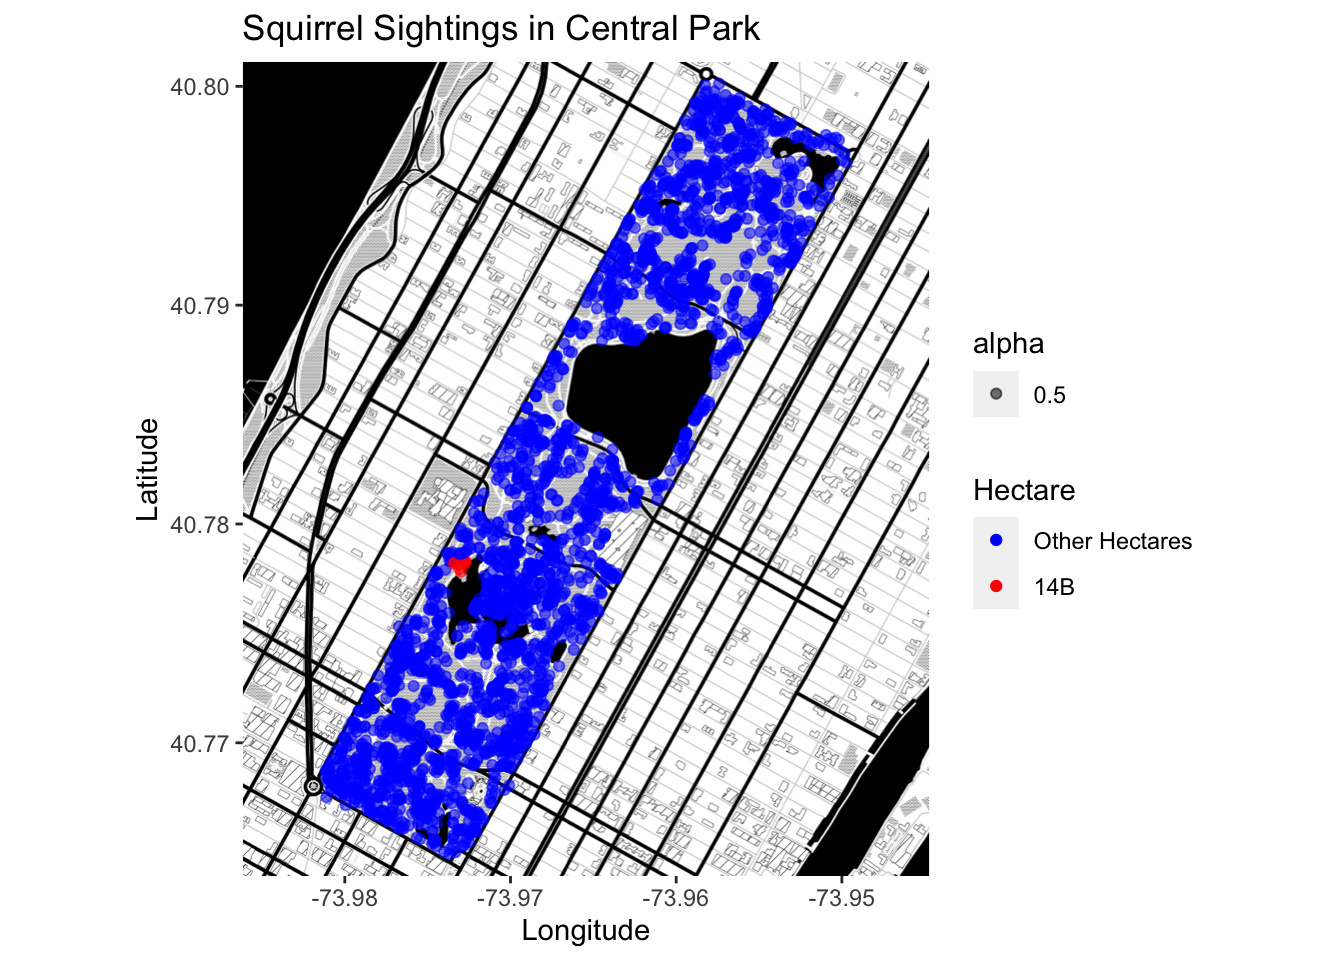 Squirrel Sightings in Central Park
40.80
40.79
40.78
40.77
Latitude
-73.98
-73.97
-73.96
-73.95
Longitude
alpha
0.5
Hectare
Other Hectares
14B